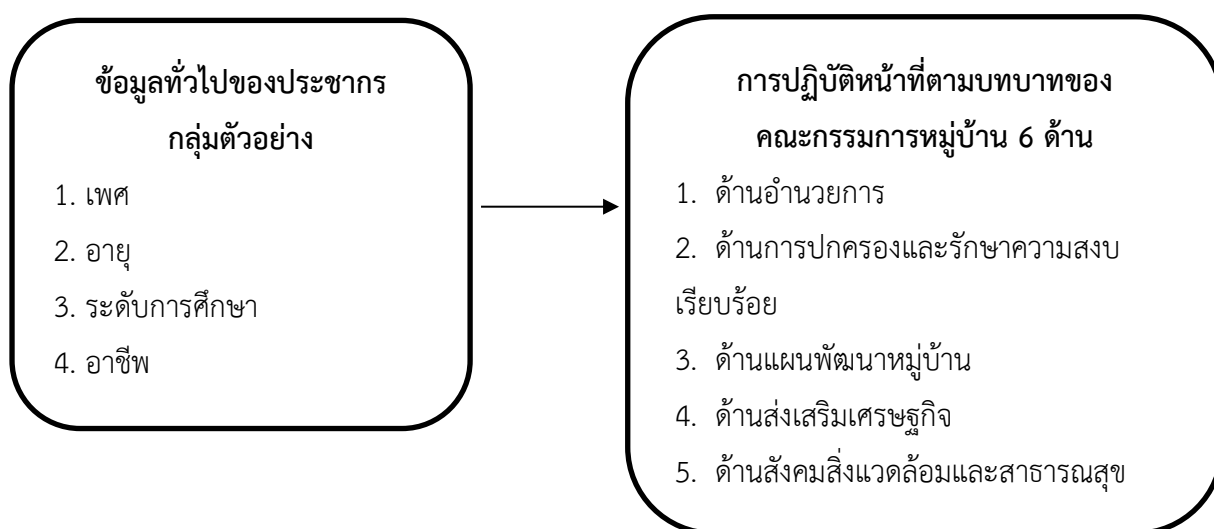 ข้อมูลทั่วไปของประชากร
กลุ่มตัวอย่าง
1. เพศ
2. อายุ
3. ระดับการศึกษา
4. อาชีพ
การปฏิบัติหน้าที่ตามบทบาทของ
คณะกรรมการหมู่บ้าน 6 ด้าน
1. ด้านอำนวยการ
2. ด้านการปกครองและรักษาความสงบ
เรียบร้อย
3. ด้านแผนพัฒนาหมู่บ้าน
4. ด้านส่งเสริมเศรษฐกิจ
5. ด้านสังคมสิ่งแวดล้อมและสาธารณสุข